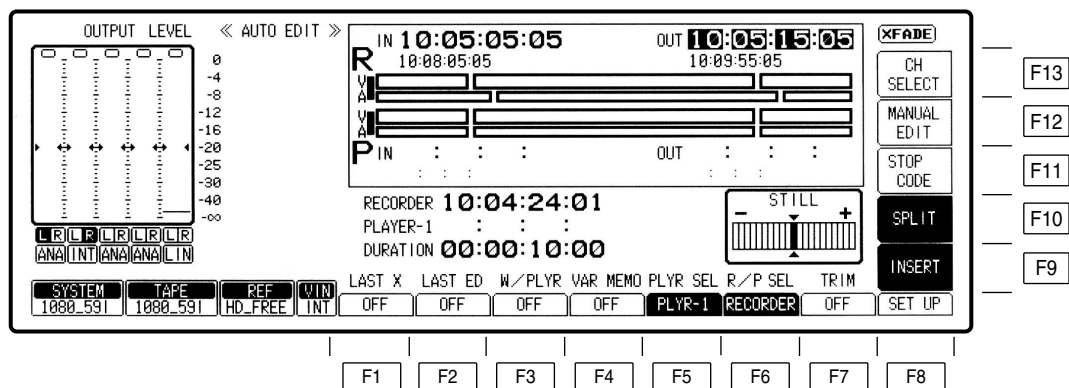 OUTPUT LEVEL ≪ AUTO EDIT ≫
0
-4
-8
-12
-16
-20
-25
-30
-40
-∞
L R L R L R L R L R
ANA INT ANA ANA LIN
R IN 10:05:05:05 OUT 10:05:15:05
10:08:05:05 10:09:55:05
V
A
V
A
P IN : : : OUT : : :
: : : : : :
RECORDER 10:04:24:01
PLAYER-1 : : :
DURATION 00:00:10:00
STILL
- +
XFADE
CH SELECT
MANUAL EDIT
STOP CODE
SPLIT
INSERT
F13
F12
F11
F10
F9
SYSTEM TAPE REF VIN LAST X LAST ED W/PLYR VAR MEMO PLYR SEL R/P SEL TRIM
1080_59I 1080_59I HD_FREE INT OFF OFF OFF OFF PLYR-1 RECORDER OFF SET UP
F1 F2 F3 F4 F5 F6 F7 F8